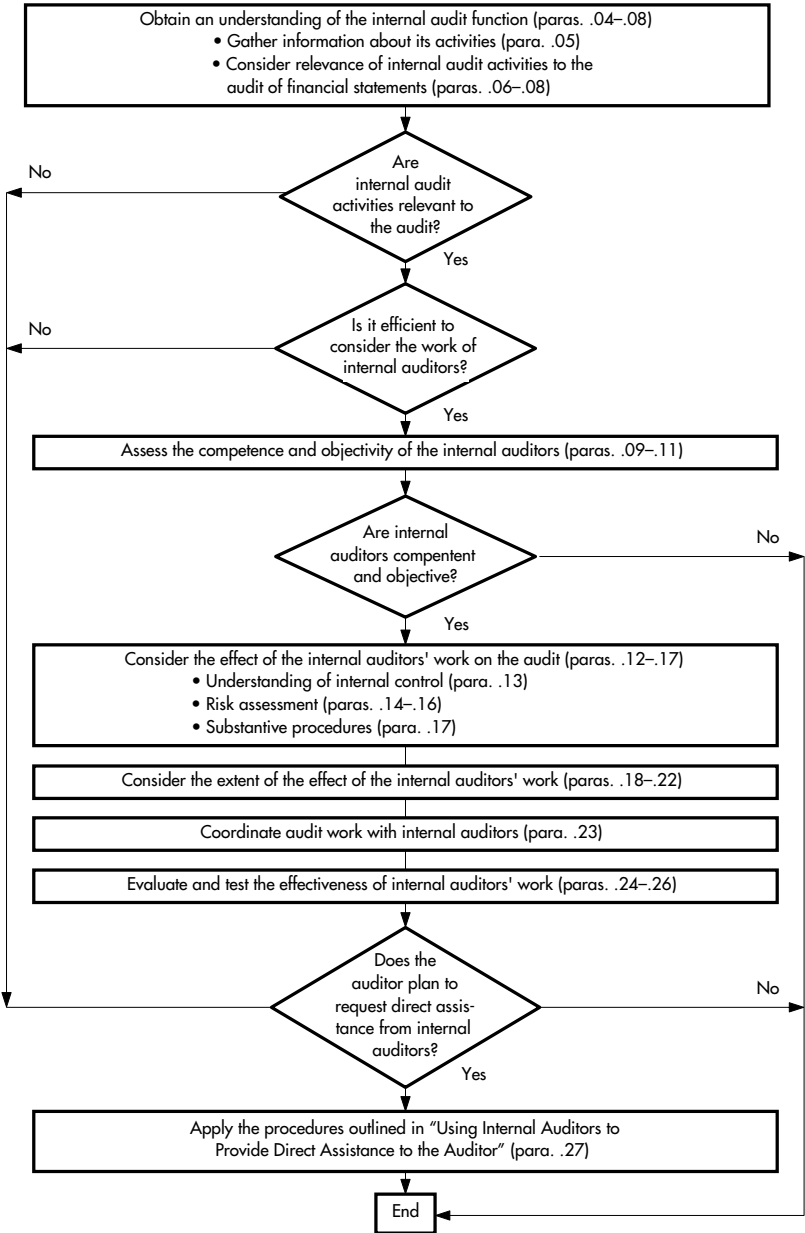 Obtain an understanding of the internal audit function (paras. .04–.08)
• Gather information about its activities (para. .05)
• Consider relevance of internal audit activities to the
audit of financial statements (paras. .06–.08)
Are
internal audit
activities relevant to
the audit?
No
Yes
Is it efficient to
consider the work of
internal auditors?
No
Yes
Assess the competence and objectivity of the internal auditors (paras. .09–.11)
Are internal
auditors compentent
and objective?
No
Yes
Consider the effect of the internal auditors' work on the audit (paras. .12–.17)
• Understanding of internal control (para. .13)
• Risk assessment (paras. .14–.16)
• Substantive procedures (para. .17)
Consider the extent of the effect of the internal auditors' work (paras. .18–.22)
Coordinate audit work with internal auditors (para. .23)
Evaluate and test the effectiveness of internal auditors' work (paras. .24–.26)
Does the
auditor plan to
request direct assis-
tance from internal
auditors?
No
Yes
Apply the procedures outlined in “Using Internal Auditors to
Provide Direct Assistance to the Auditor” (para. .27)
End